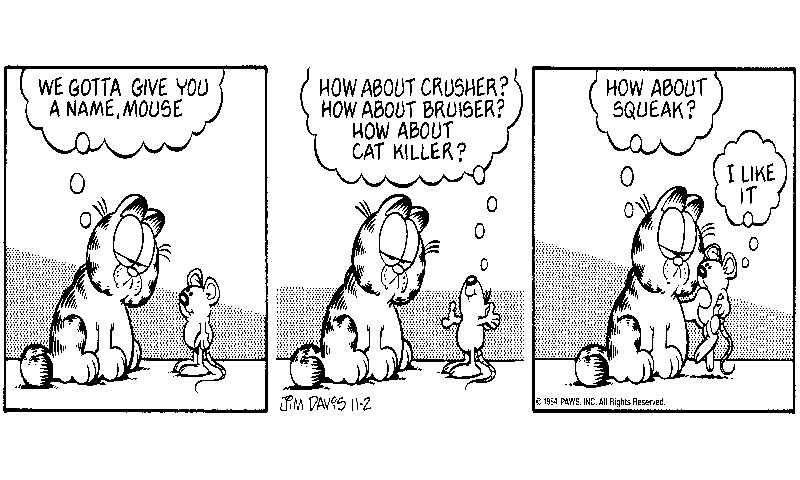 WE GOTTA GIVE YOU
A NAME, MOUSE
HOW ABOUT CRUSHER?
HOW ABOUT BRUISER?
HOW ABOUT
CAT KILLER?
JIM DAVIS 11-2
HOW ABOUT
SQUEAK?
I LIKE
IT
© 1984 PAWS, INC. All Rights Reserved.